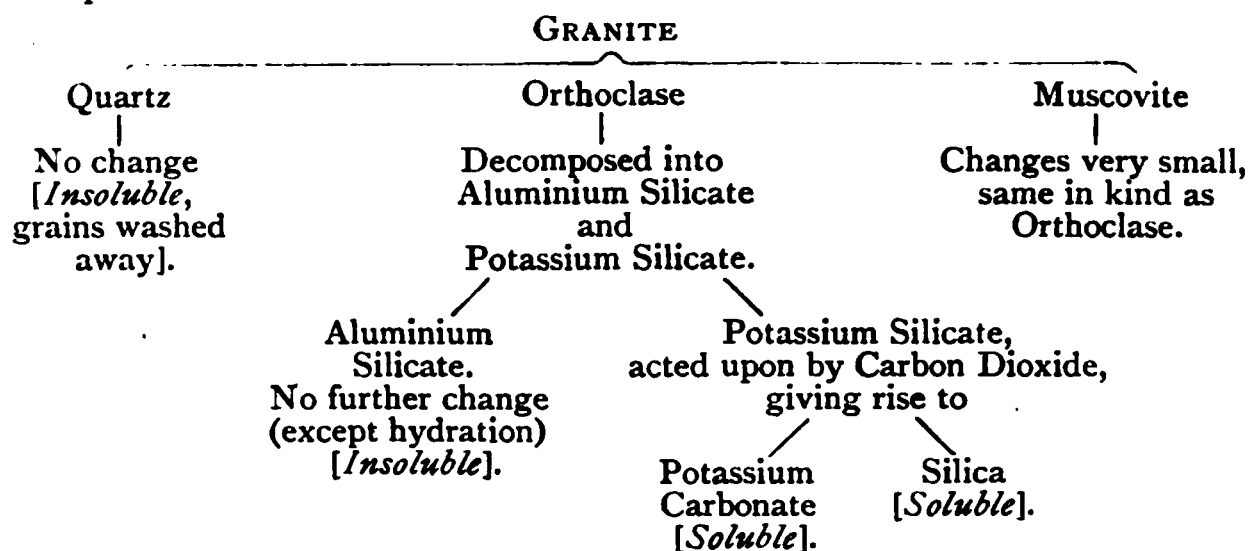 GRANITE
Quartz
No change
[Insoluble,
grains washed
away].
Orthoclase
Decomposed into
Aluminium Silicate
and
Potassium Silicate.
Muscovite
Changes very small,
same in kind as
Orthoclase.
Aluminium
Silicate.
No further change
(except hydration)
[Insoluble].
Potassium Silicate,
acted upon by Carbon Dioxide,
giving rise to
Potassium
Carbonate
[Soluble].
Silica
[Soluble].